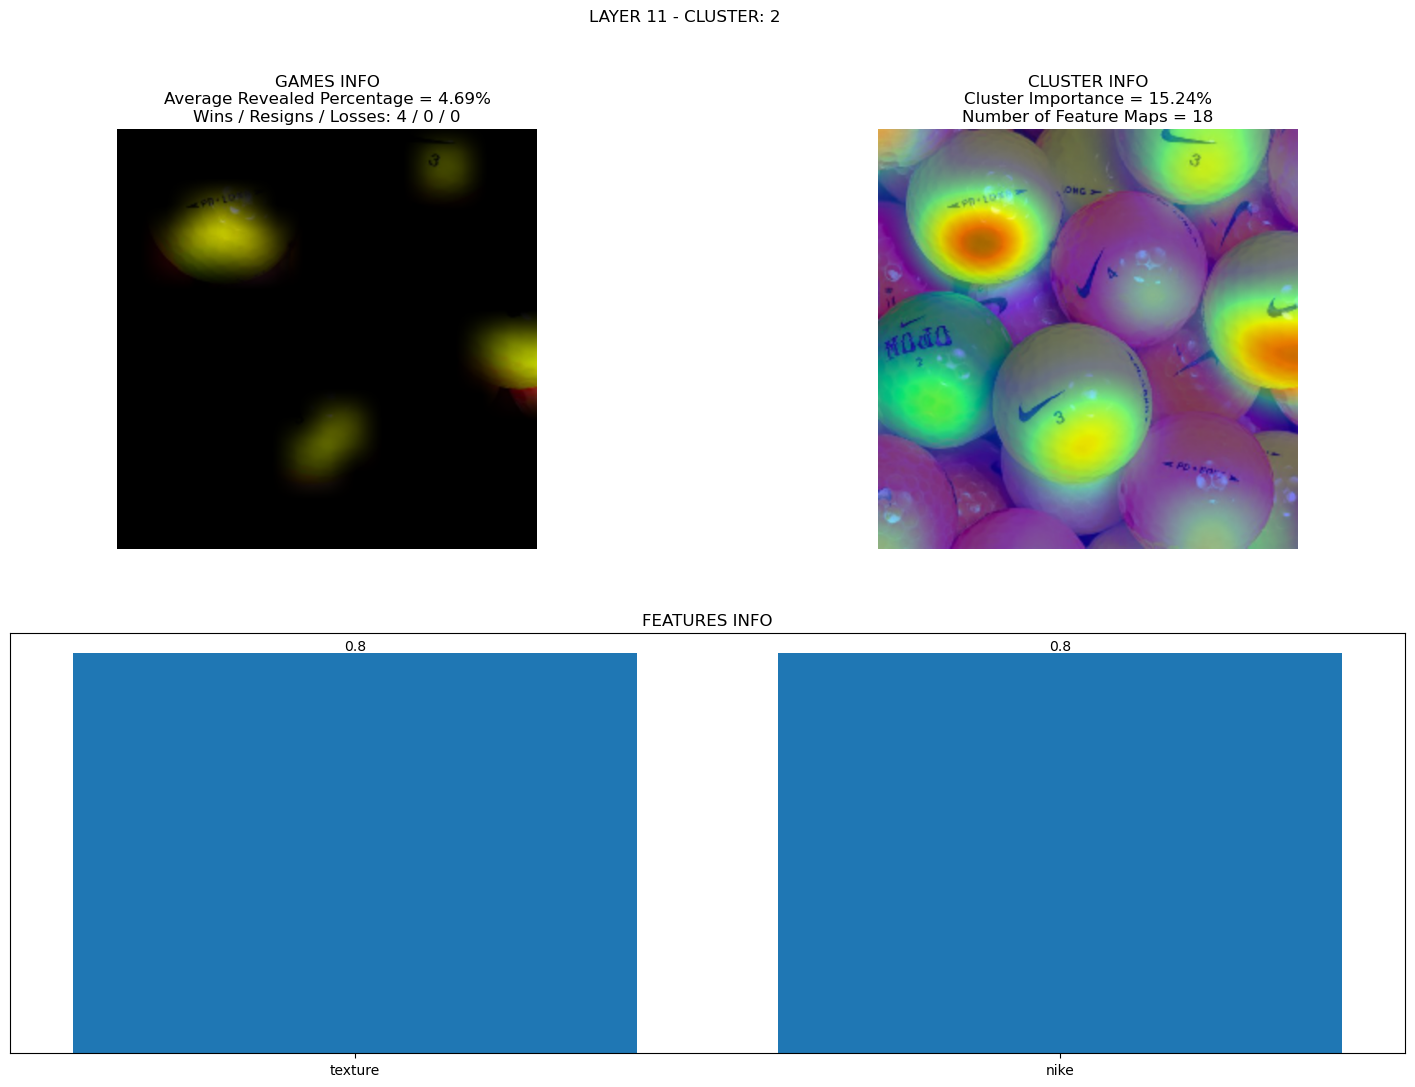 LAYER 11 - CLUSTER: 2
GAMES INFO
Average Revealed Percentage = 4.69%
Wins / Resigns / Losses: 4 / 0 / 0
3
CLUSTER INFO
Cluster Importance = 15.24%
Number of Feature Maps = 18
3
4
MOJO
2
3
FEATURES INFO
0.8
0.8
texture
nike